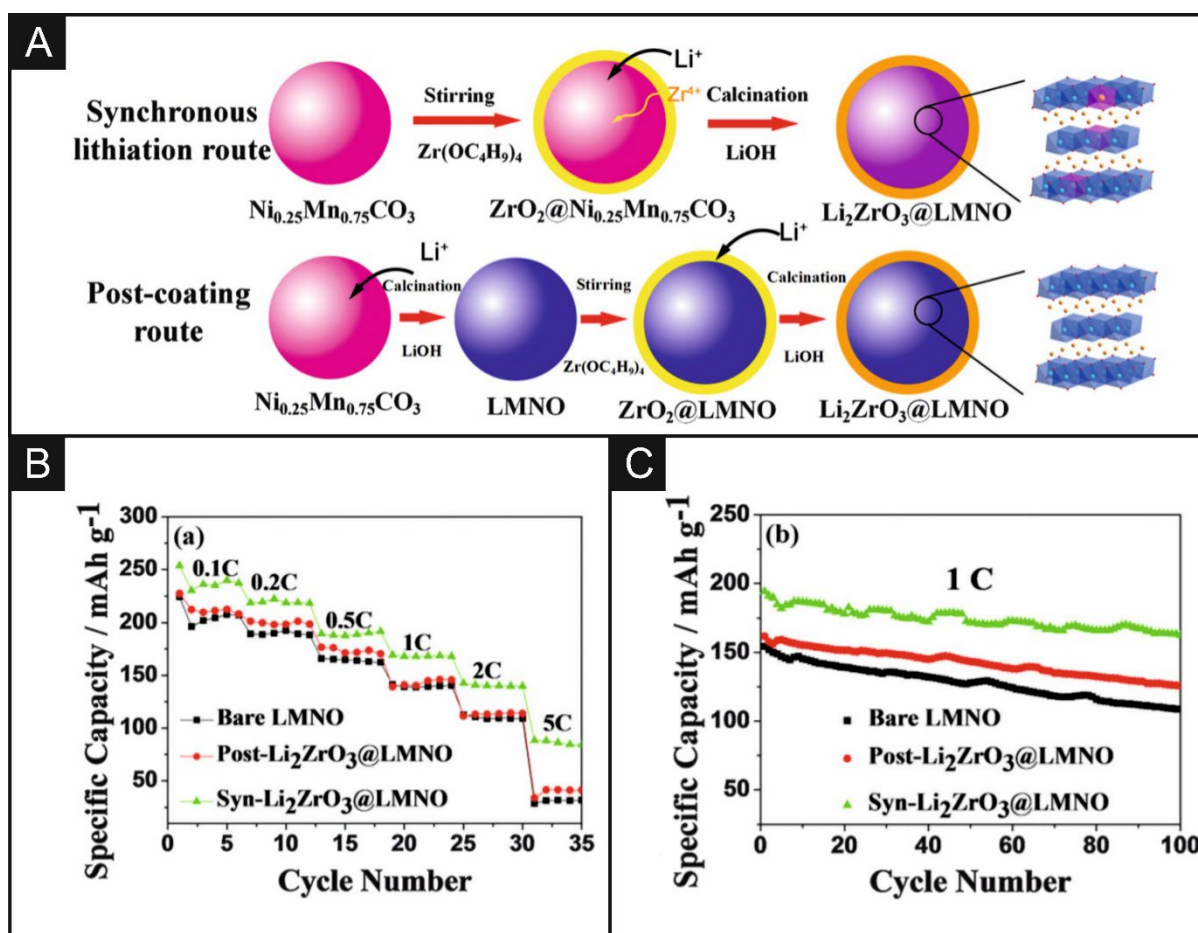 A
Synchronous
lithiation route
Ni₀.₂₅Mn₀.₇₅CO₃
Stirring
Zr(OC₄H₉)₄
Li⁺
Zr⁴⁺
ZrO₂@Ni₀.₂₅Mn₀.₇₅CO₃
Calcination
LiOH
Li₂ZrO₃@LMNO
Post-coating
route
Ni₀.₂₅Mn₀.₇₅CO₃
Li⁺
Calcination
LiOH
LMNO
Stirring
Zr(OC₄H₉)₄
Li⁺
ZrO₂@LMNO
Calcination
LiOH
Li₂ZrO₃@LMNO
B
Specific Capacity / mAh g-1
300
250
200
150
100
50
(a)
0.1C
0.2C
0.5C
1C
2C
5C
Bare LMNO
Post-Li₂ZrO₃@LMNO
Syn-Li₂ZrO₃@LMNO
0 5 10 15 20 25 30 35
Cycle Number
C
Specific Capacity / mAh g-1
250
200
150
100
50
(b)
1 C
Bare LMNO
Post-Li₂ZrO₃@LMNO
Syn-Li₂ZrO₃@LMNO
0 20 40 60 80 100
Cycle Number